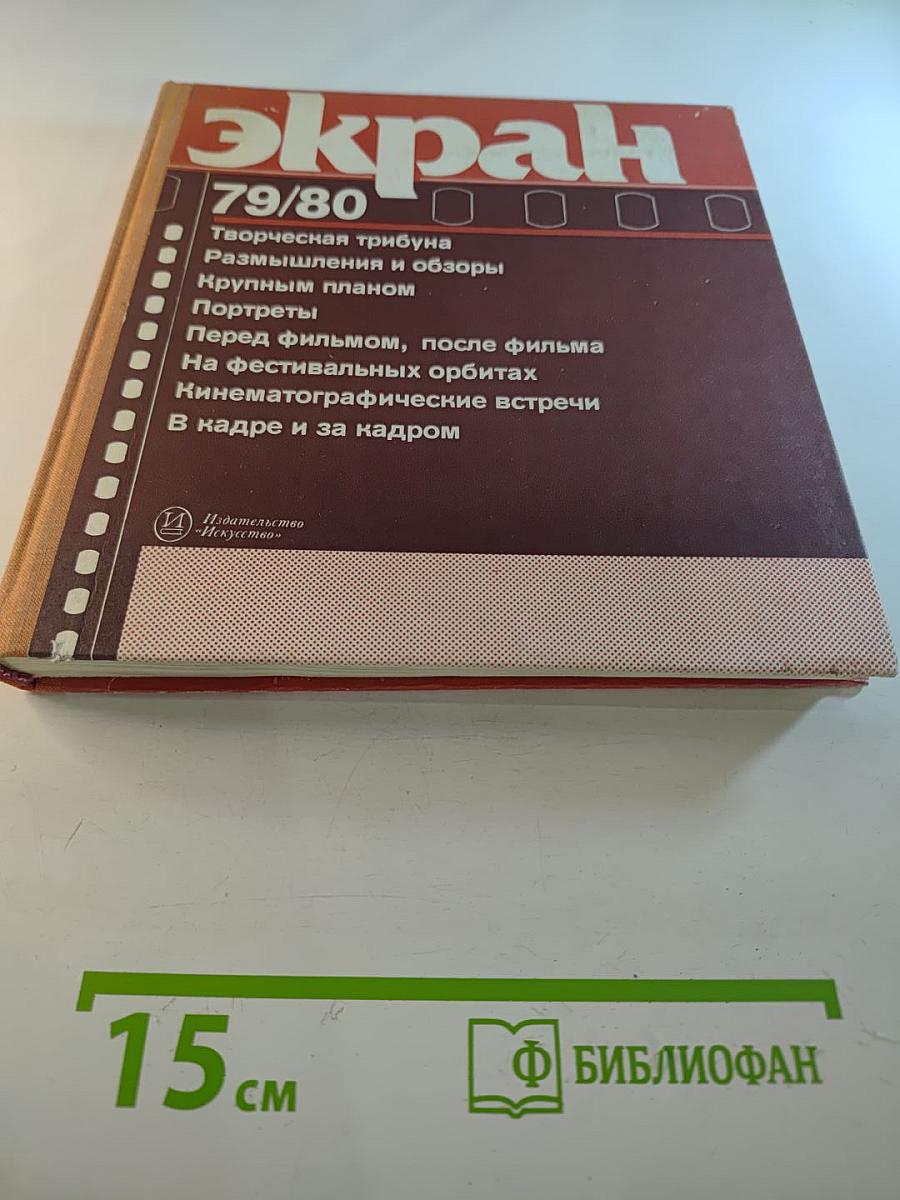 экран
79/80
Творческая трибуна
Размышления и обзоры
Крупным планом
Портреты
Перед фильмом, после фильма
На фестивальных орбитах
Кинематографические встречи
В кадре и за кадром
И
Издательство
«Искусство»
15 см
Ф БИБЛИОФАН